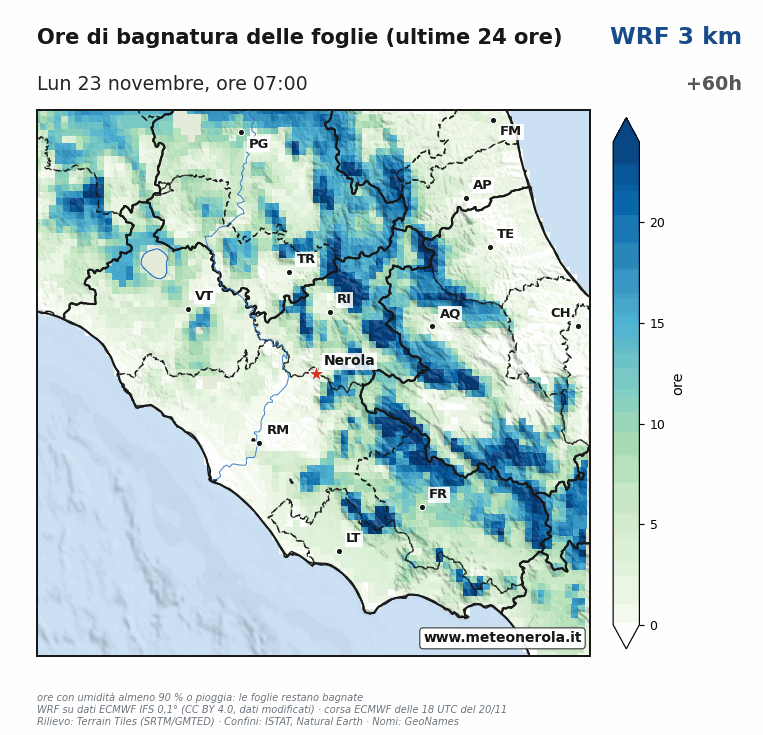 Ore di bagnatura delle foglie (ultime 24 ore)
WRF 3 km
Lun 23 novembre, ore 07:00
+60h
FM
PG
AP
TE
TR
VT
RI
AQ
CH
Nerola
RM
FR
LT
www.meteonerola.it
20
15
10
5
0
ore
ore con umidità almeno 90 % o pioggia: le foglie restano bagnate
WRF su dati ECMWF IFS 0,1° (CC BY 4.0, dati modificati) · corsa ECMWF delle 18 UTC del 20/11
Rilievo: Terrain Tiles (SRTM/GMTED) · Confini: ISTAT, Natural Earth · Nomi: GeoNames